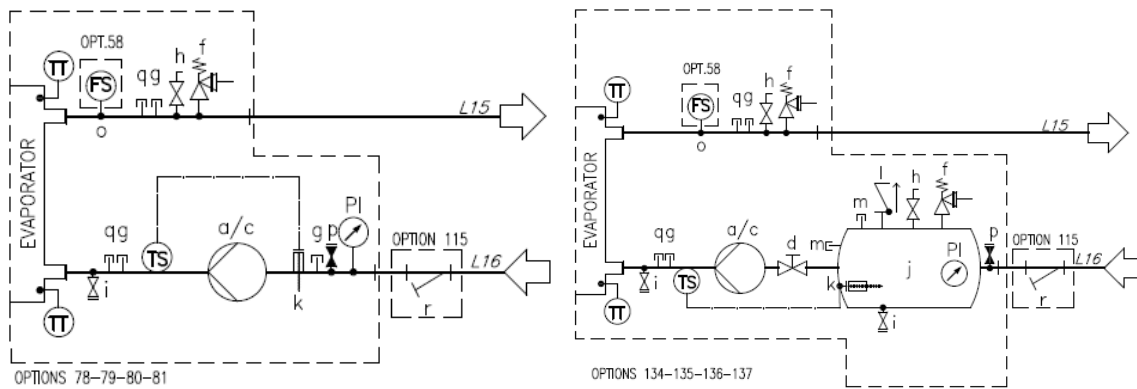 OPT.58
TT
FS
qg
h
f
o
L15
EVAPORATOR
a/c
PI
TS
qg
g
p
OPTION 115
L16
i
k
r
TT
OPTIONS 78-79-80-81
OPT.58
TT
FS
qg
h
f
o
L15
EVAPORATOR
l
h
f
m
qg
a/c
d
m
j
PI
p
OPTION 115
L16
i
TS
k
r
i
TT
OPTIONS 134-135-136-137